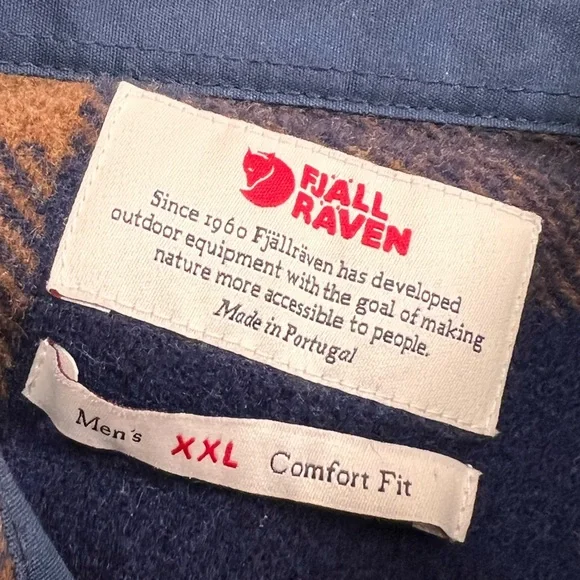 FJÄLL
RÄVEN
Since 1960 Fjällräven has developed
outdoor equipment with the goal of making
nature more accessible to people.
Made in Portugal
Men's XXL Comfort Fit